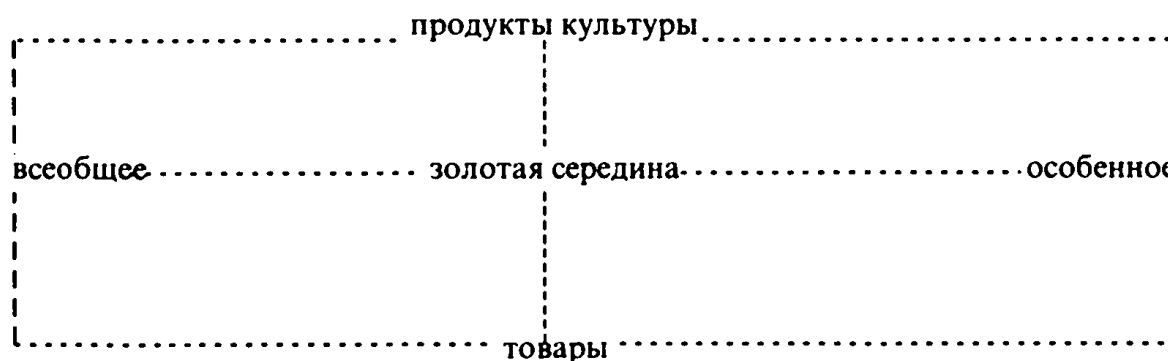 продукты культуры
всеобщее золотая середина особенное
товары